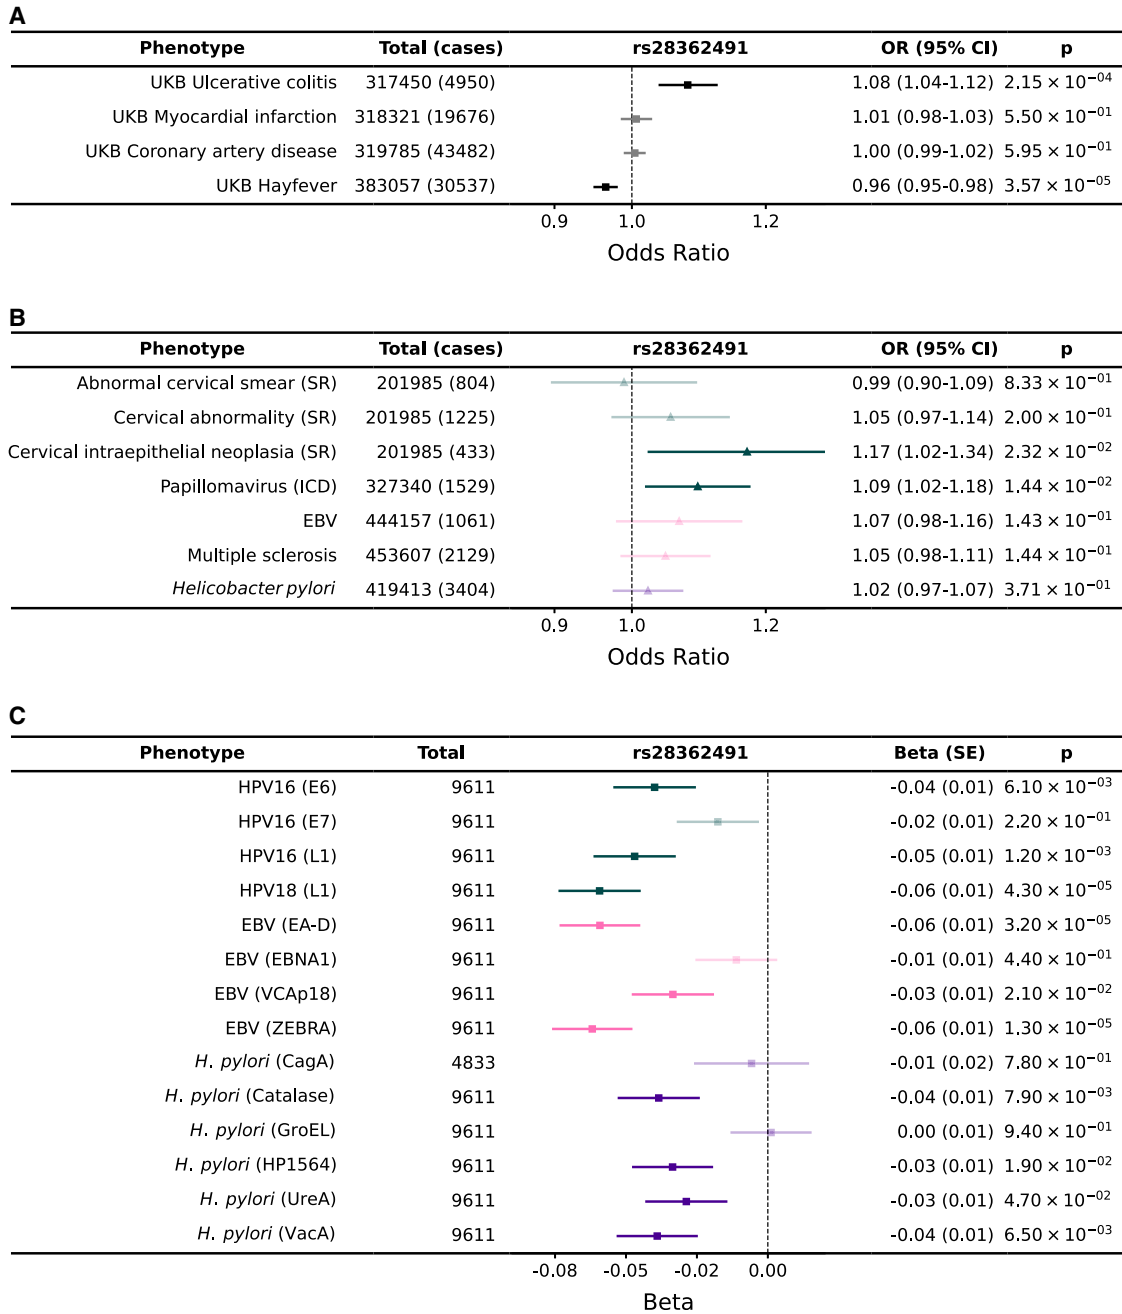 A
Phenotype Total (cases) rs28362491 OR (95% CI) p
UKB Ulcerative colitis 317450 (4950) 1.08 (1.04-1.12) 2.15 × 10⁻⁰⁴
UKB Myocardial infarction 318321 (19676) 1.01 (0.98-1.03) 5.50 × 10⁻⁰¹
UKB Coronary artery disease 319785 (43482) 1.00 (0.99-1.02) 5.95 × 10⁻⁰¹
UKB Hayfever 383057 (30537) 0.96 (0.95-0.98) 3.57 × 10⁻⁰⁵
0.9 1.0 1.2
Odds Ratio
B
Phenotype Total (cases) rs28362491 OR (95% CI) p
Abnormal cervical smear (SR) 201985 (804) 0.99 (0.90-1.09) 8.33 × 10⁻⁰¹
Cervical abnormality (SR) 201985 (1225) 1.05 (0.97-1.14) 2.00 × 10⁻⁰¹
Cervical intraepithelial neoplasia (SR) 201985 (433) 1.17 (1.02-1.34) 2.32 × 10⁻⁰²
Papillomavirus (ICD) 327340 (1529) 1.09 (1.02-1.18) 1.44 × 10⁻⁰²
EBV 444157 (1061) 1.07 (0.98-1.16) 1.43 × 10⁻⁰¹
Multiple sclerosis 453607 (2129) 1.05 (0.98-1.11) 1.44 × 10⁻⁰¹
Helicobacter pylori 419413 (3404) 1.02 (0.97-1.07) 3.71 × 10⁻⁰¹
0.9 1.0 1.2
Odds Ratio
C
Phenotype Total rs28362491 Beta (SE) p
HPV16 (E6) 9611 -0.04 (0.01) 6.10 × 10⁻⁰³
HPV16 (E7) 9611 -0.02 (0.01) 2.20 × 10⁻⁰¹
HPV16 (L1) 9611 -0.05 (0.01) 1.20 × 10⁻⁰³
HPV18 (L1) 9611 -0.06 (0.01) 4.30 × 10⁻⁰⁵
EBV (EA-D) 9611 -0.06 (0.01) 3.20 × 10⁻⁰⁵
EBV (EBNA1) 9611 -0.01 (0.01) 4.40 × 10⁻⁰¹
EBV (VCAp18) 9611 -0.03 (0.01) 2.10 × 10⁻⁰²
EBV (ZEBRA) 9611 -0.06 (0.01) 1.30 × 10⁻⁰⁵
H. pylori (CagA) 4833 -0.01 (0.02) 7.80 × 10⁻⁰¹
H. pylori (Catalase) 9611 -0.04 (0.01) 7.90 × 10⁻⁰³
H. pylori (GroEL) 9611 0.00 (0.01) 9.40 × 10⁻⁰¹
H. pylori (HP1564) 9611 -0.03 (0.01) 1.90 × 10⁻⁰²
H. pylori (UreA) 9611 -0.03 (0.01) 4.70 × 10⁻⁰²
H. pylori (VacA) 9611 -0.04 (0.01) 6.50 × 10⁻⁰³
-0.08 -0.05 -0.02 0.00
Beta